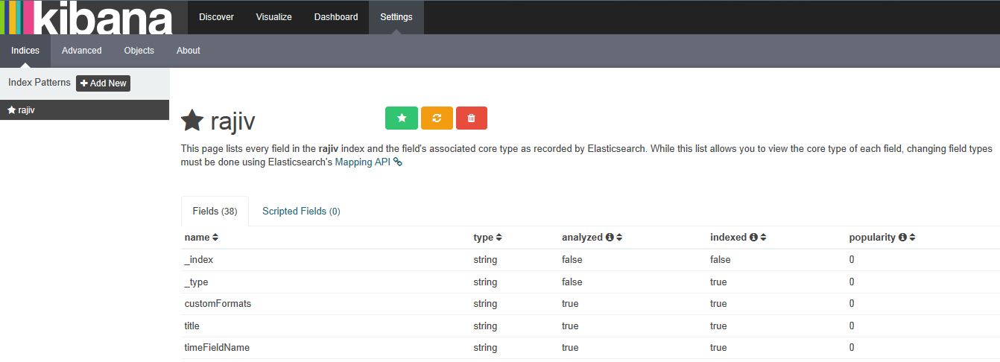 kibana
Discover Visualize Dashboard Settings
Indices Advanced Objects About
Index Patterns Add New
rajiv
rajiv
This page lists every field in the rajiv index and the field's associated core type as recorded by Elasticsearch. While this list allows you to view the core type of each field, changing field types
must be done using Elasticsearch's Mapping API
Fields (38) Scripted Fields (0)
name type analyzed indexed popularity
_index string false false 0
_type string false true 0
customFormats string true true 0
title string true true 0
timeFieldName string true true 0